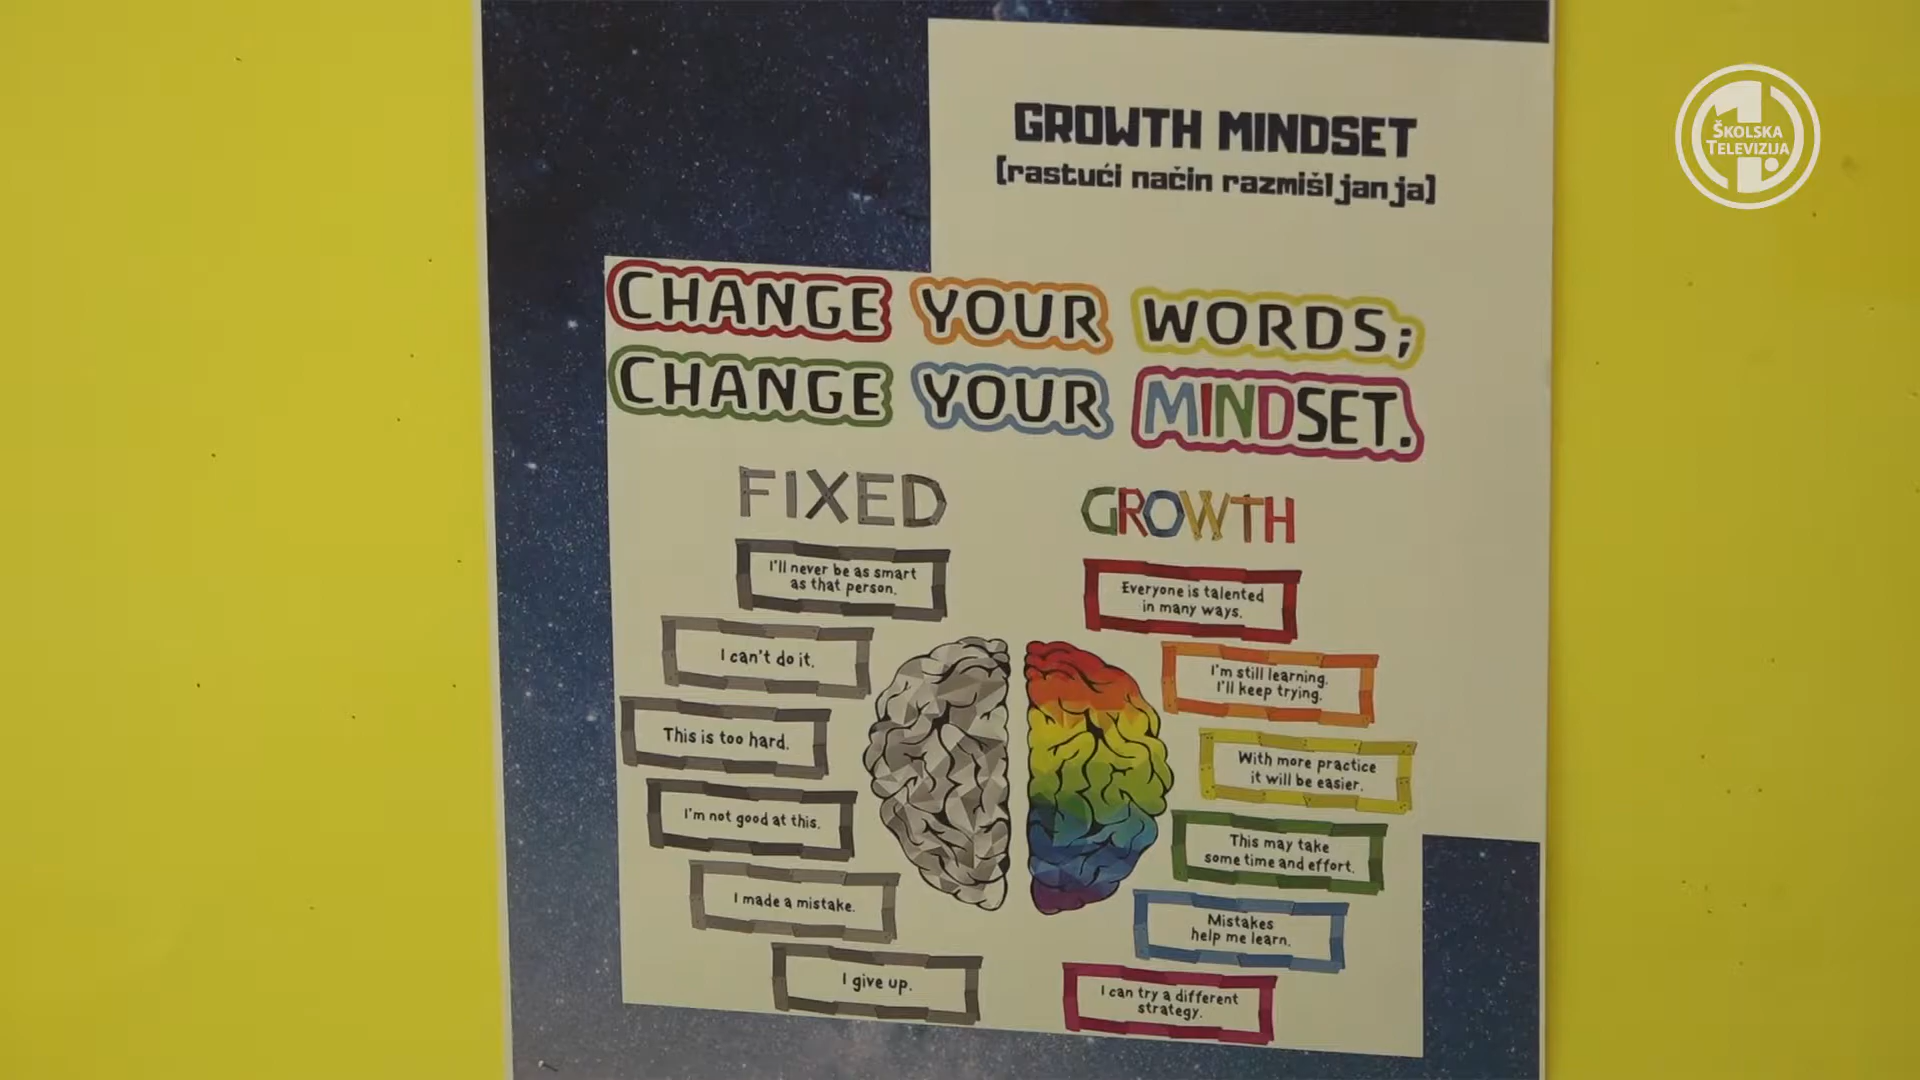 GROWTH MINDSET
(rastući način razmišljanja)
ŠKOLSKA
TELEVIZIJA
1.
CHANGE YOUR WORDS;
CHANGE YOUR MINDSET.
FIXED
I'll never be as smart
as that person.
I can't do it.
This is too hard.
I'm not good at this.
I made a mistake.
I give up.
GROWTH
Everyone is talented
in many ways.
I'm still learning.
I'll keep trying.
With more practice
it will be easier.
This may take
some time and effort.
Mistakes
help me learn.
I can try a different
strategy.